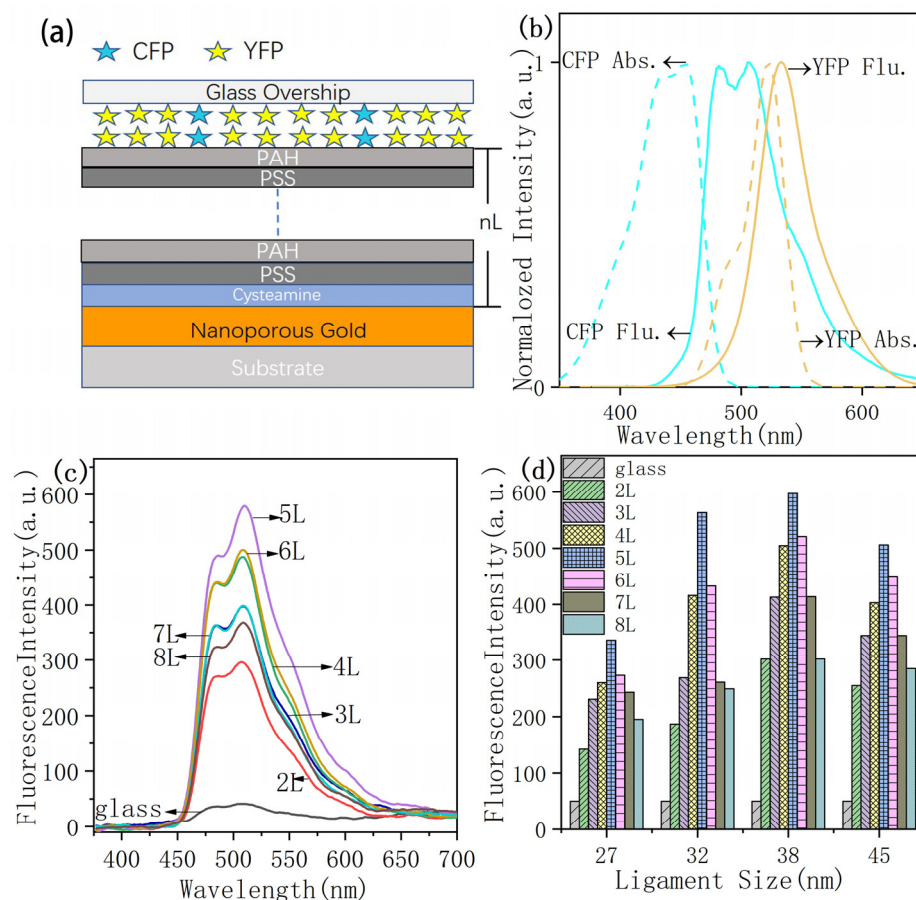 (a)
CFP
YFP
Glass Overship
PAH
PSS
nL
PAH
PSS
Cysteamine
Nanoporous Gold
Substrate
(b)
Normalozed Intensity(a.u.)
1
0
CFP Abs.
YFP Flu.
CFP Flu.
YFP Abs.
400 500 600
Wavelength(nm)
(c)
FluorescenceIntensity(a.u.)
600
500
400
300
200
100
0
5L
6L
7L
8L
4L
3L
2L
glass
400 450 500 550 600 650 700
Wavelength(nm)
(d)
FluorescenceIntensity(a.u.)
600
500
400
300
200
100
0
glass
2L
3L
4L
5L
6L
7L
8L
27 32 38 45
Ligament Size(nm)